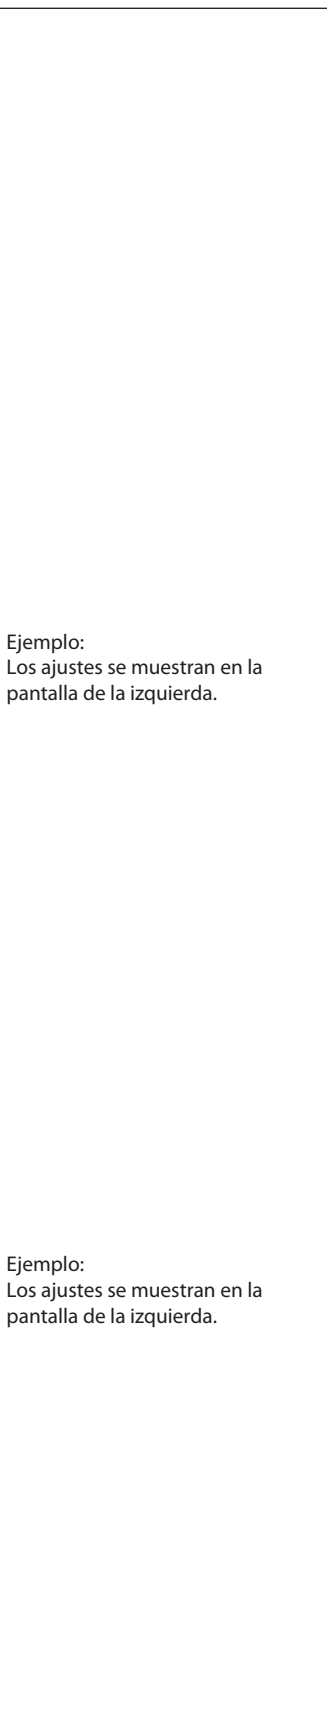 Ejemplo:
Los ajustes se muestran en la
pantalla de la izquierda.
Ejemplo:
Los ajustes se muestran en la
pantalla de la izquierda.